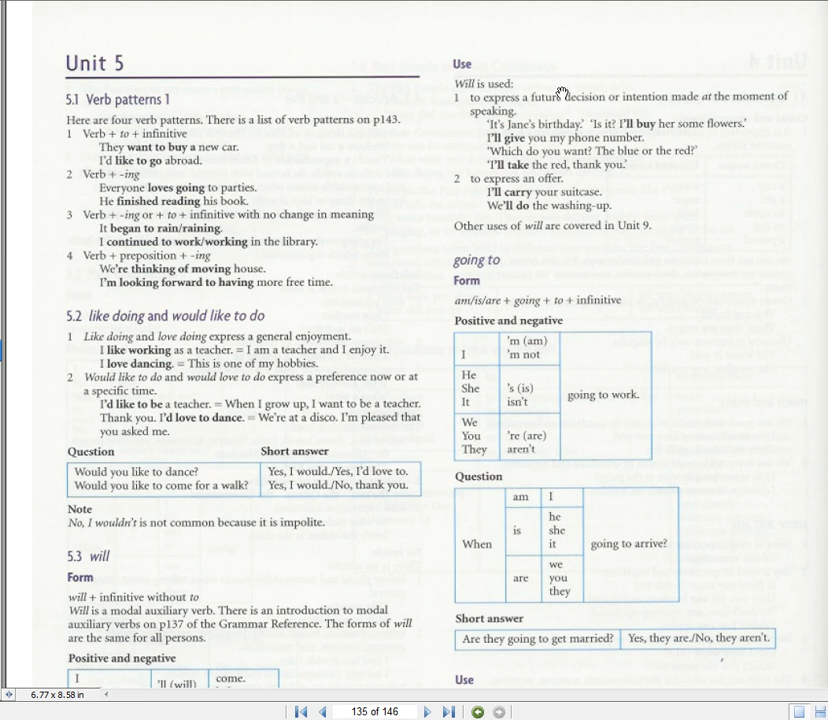 Unit 5
5.1 Verb patterns 1
Here are four verb patterns. There is a list of verb patterns on p143.
1 Verb + to + infinitive
They want to buy a new car.
I'd like to go abroad.
2 Verb + -ing
Everyone loves going to parties.
He finished reading his book.
3 Verb + -ing or + to + infinitive with no change in meaning
It began to rain/raining.
I continued to work/working in the library.
4 Verb + preposition + -ing
We're thinking of moving house.
I'm looking forward to having more free time.
5.2 like doing and would like to do
1 Like doing and love doing express a general enjoyment.
I like working as a teacher. = I am a teacher and I enjoy it.
I love dancing. = This is one of my hobbies.
2 Would like to do and would love to do express a preference now or at
a specific time.
I'd like to be a teacher. = When I grow up, I want to be a teacher.
Thank you. I'd love to dance. = We're at a disco. I'm pleased that
you asked me.
Question Short answer
Would you like to dance? Yes, I would./Yes, I'd love to.
Would you like to come for a walk? Yes, I would./No, thank you.
Note
No, I wouldn't is not common because it is impolite.
5.3 will
Form
will + infinitive without to
Will is a modal auxiliary verb. There is an introduction to modal
auxiliary verbs on p137 of the Grammar Reference. The forms of will
are the same for all persons.
Positive and negative
I 'll (will) come.
Use
Will is used:
1 to express a future decision or intention made at the moment of
speaking.
'It's Jane's birthday.' 'Is it? I'll buy her some flowers.'
I'll give you my phone number.
'Which do you want? The blue or the red?'
'I'll take the red, thank you.'
2 to express an offer.
I'll carry your suitcase.
We'll do the washing-up.
Other uses of will are covered in Unit 9.
going to
Form
am/is/are + going + to + infinitive
Positive and negative
'm (am)
I 'm not
He
She 's (is)
It isn't
going to work.
We
You 're (are)
They aren't
Question
am I
he
is she
it
When going to arrive?
we
are you
they
Short answer
Are they going to get married? Yes, they are./No, they aren't.
Use
6.77 x 8.58 in
135 of 146